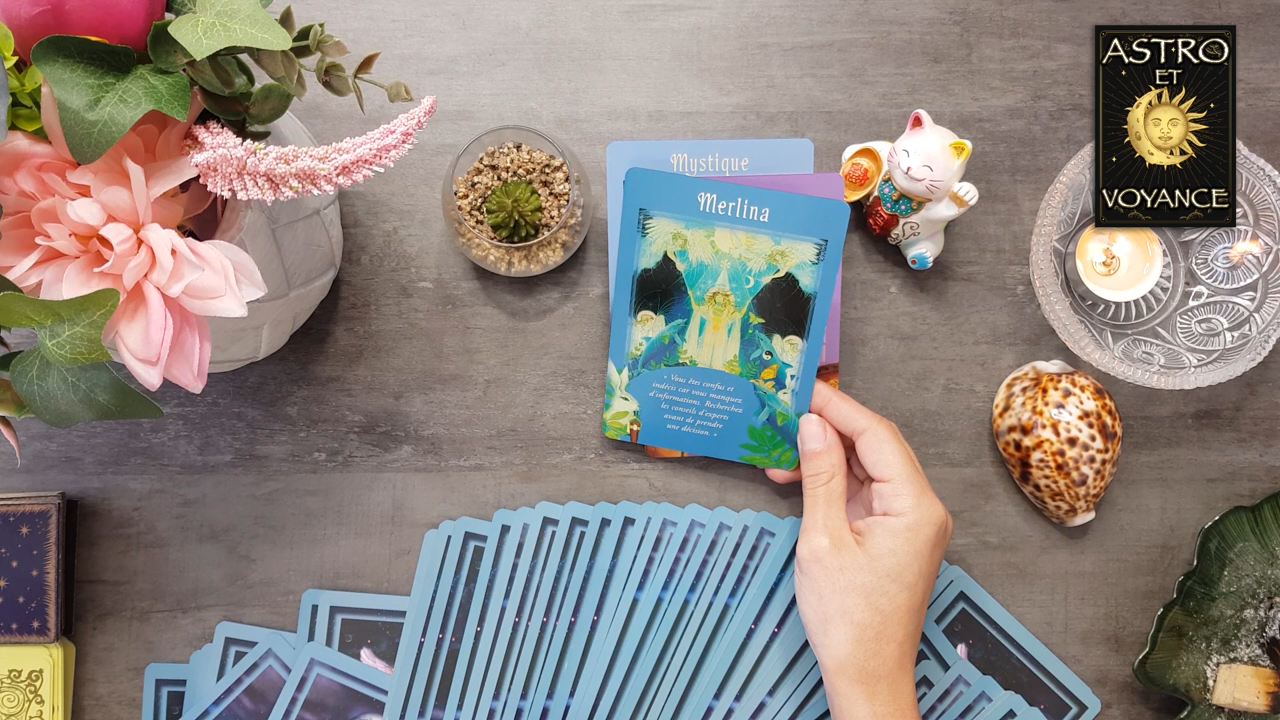 ASTRO
ET
VOYANCE
Mystique
Merlina
« Vous êtes confus et
indécis car vous manquez
d'informations. Recherchez
les conseils d'experts
avant de prendre
une décision. »